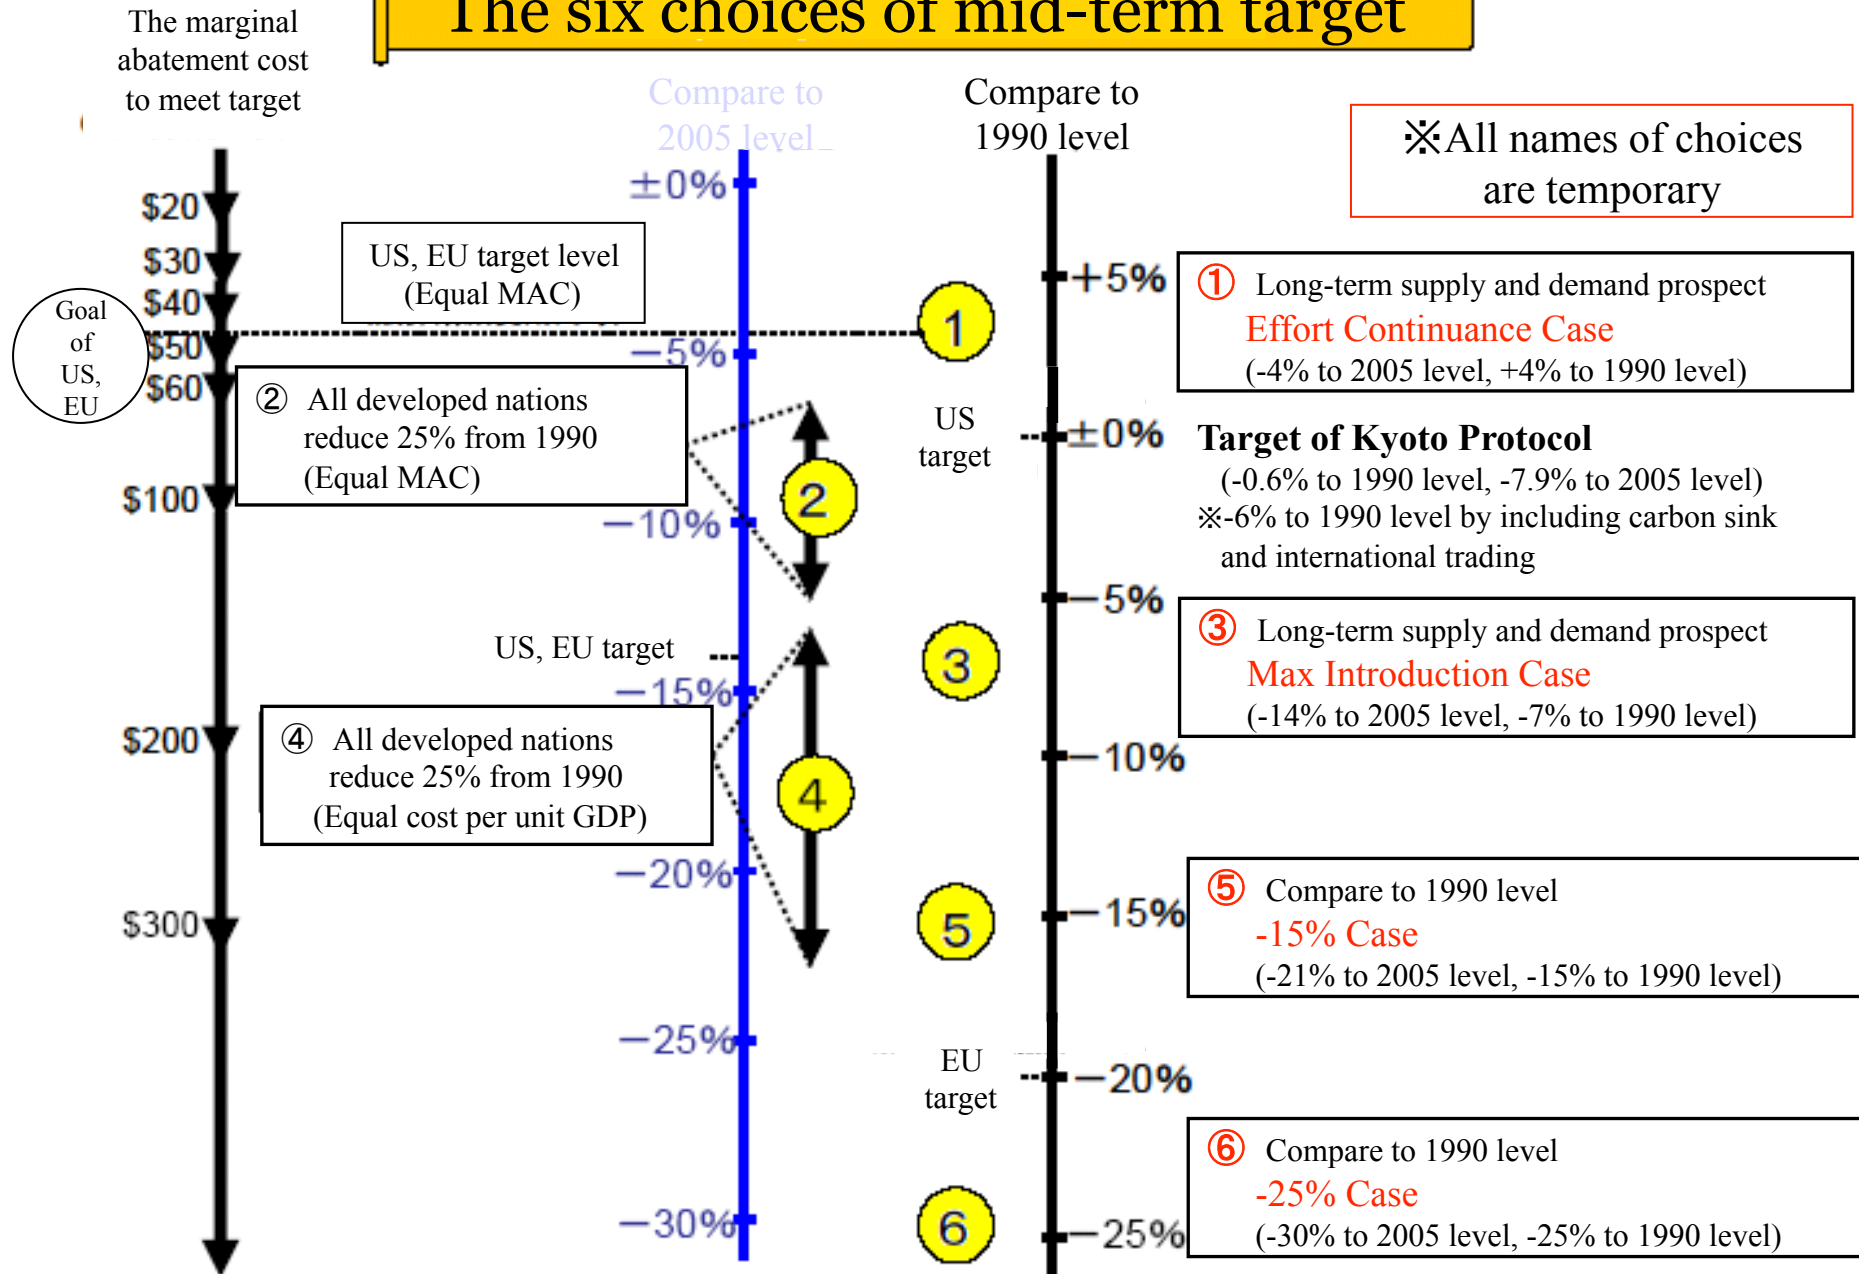 The six choices of mid-term target
The marginal
abatement cost
to meet target
Compare to
2005 level
Compare to
1990 level
※All names of choices
are temporary
$20
$30
$40
$50
$60
$100
$200
$300
Goal
of
US,
EU
US, EU target level
(Equal MAC)
② All developed nations
reduce 25% from 1990
(Equal MAC)
US, EU target
④ All developed nations
reduce 25% from 1990
(Equal cost per unit GDP)
±0%
−5%
−10%
−15%
−20%
−25%
−30%
1
2
3
4
5
6
US
target
EU
target
+5%
±0%
−5%
−10%
−15%
−20%
−25%
① Long-term supply and demand prospect
Effort Continuance Case
(-4% to 2005 level, +4% to 1990 level)
Target of Kyoto Protocol
(-0.6% to 1990 level, -7.9% to 2005 level)
※-6% to 1990 level by including carbon sink
and international trading
③ Long-term supply and demand prospect
Max Introduction Case
(-14% to 2005 level, -7% to 1990 level)
⑤ Compare to 1990 level
-15% Case
(-21% to 2005 level, -15% to 1990 level)
⑥ Compare to 1990 level
-25% Case
(-30% to 2005 level, -25% to 1990 level)